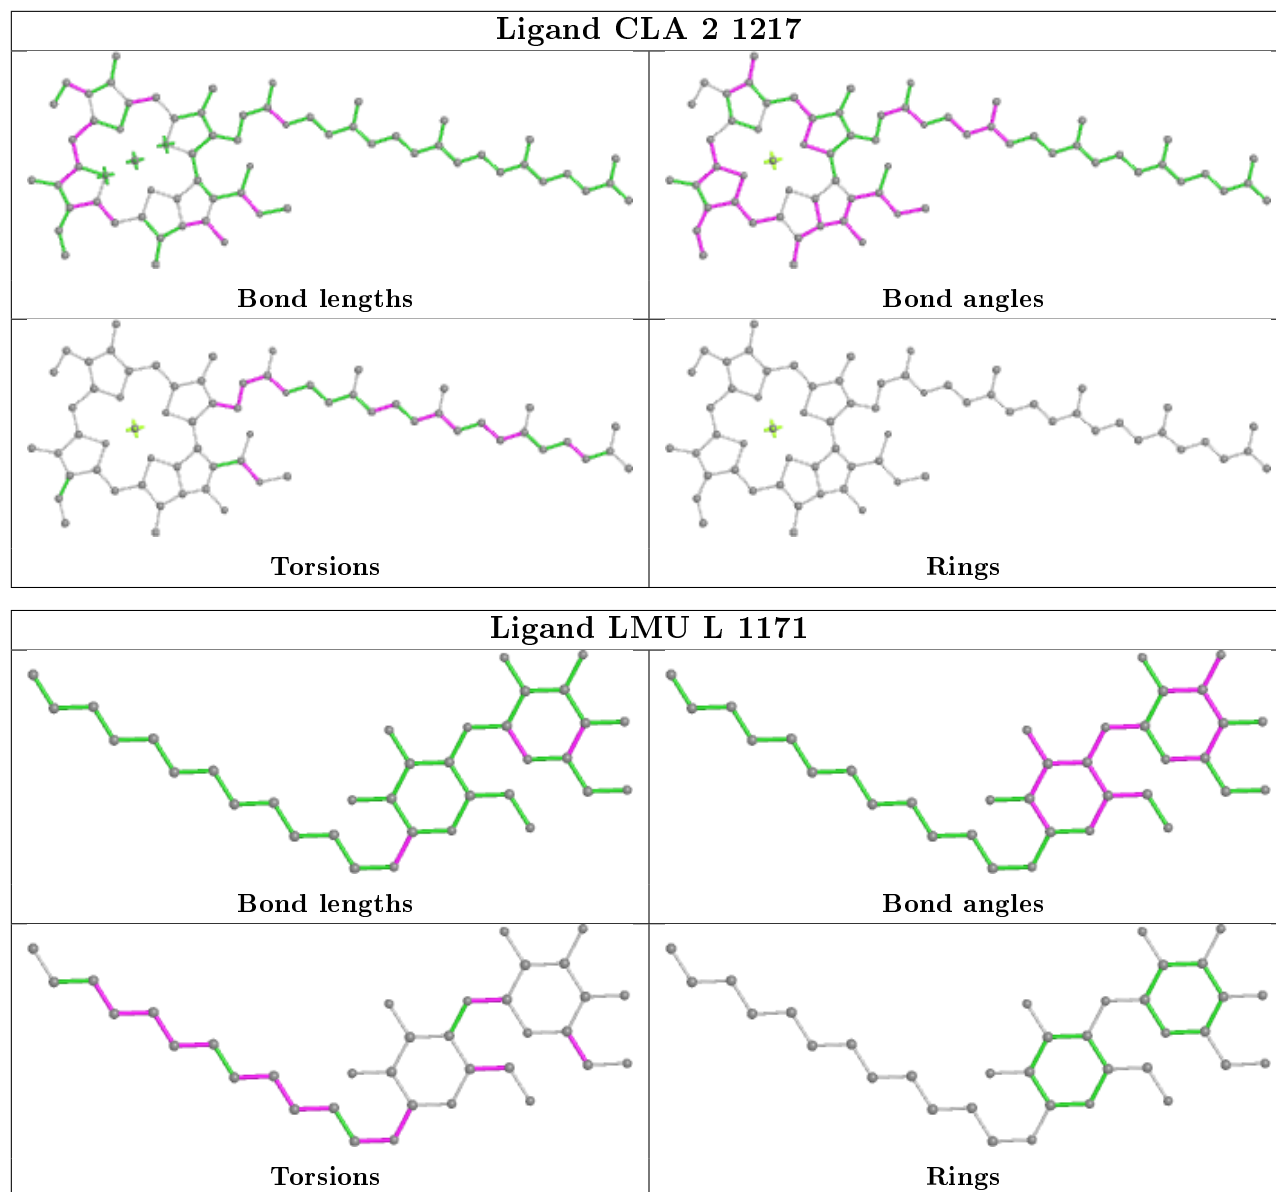 Ligand CLA 2 1217
Bond lengths
Bond angles
Torsions
Rings
Ligand LMU L 1171
Bond lengths
Bond angles
Torsions
Rings